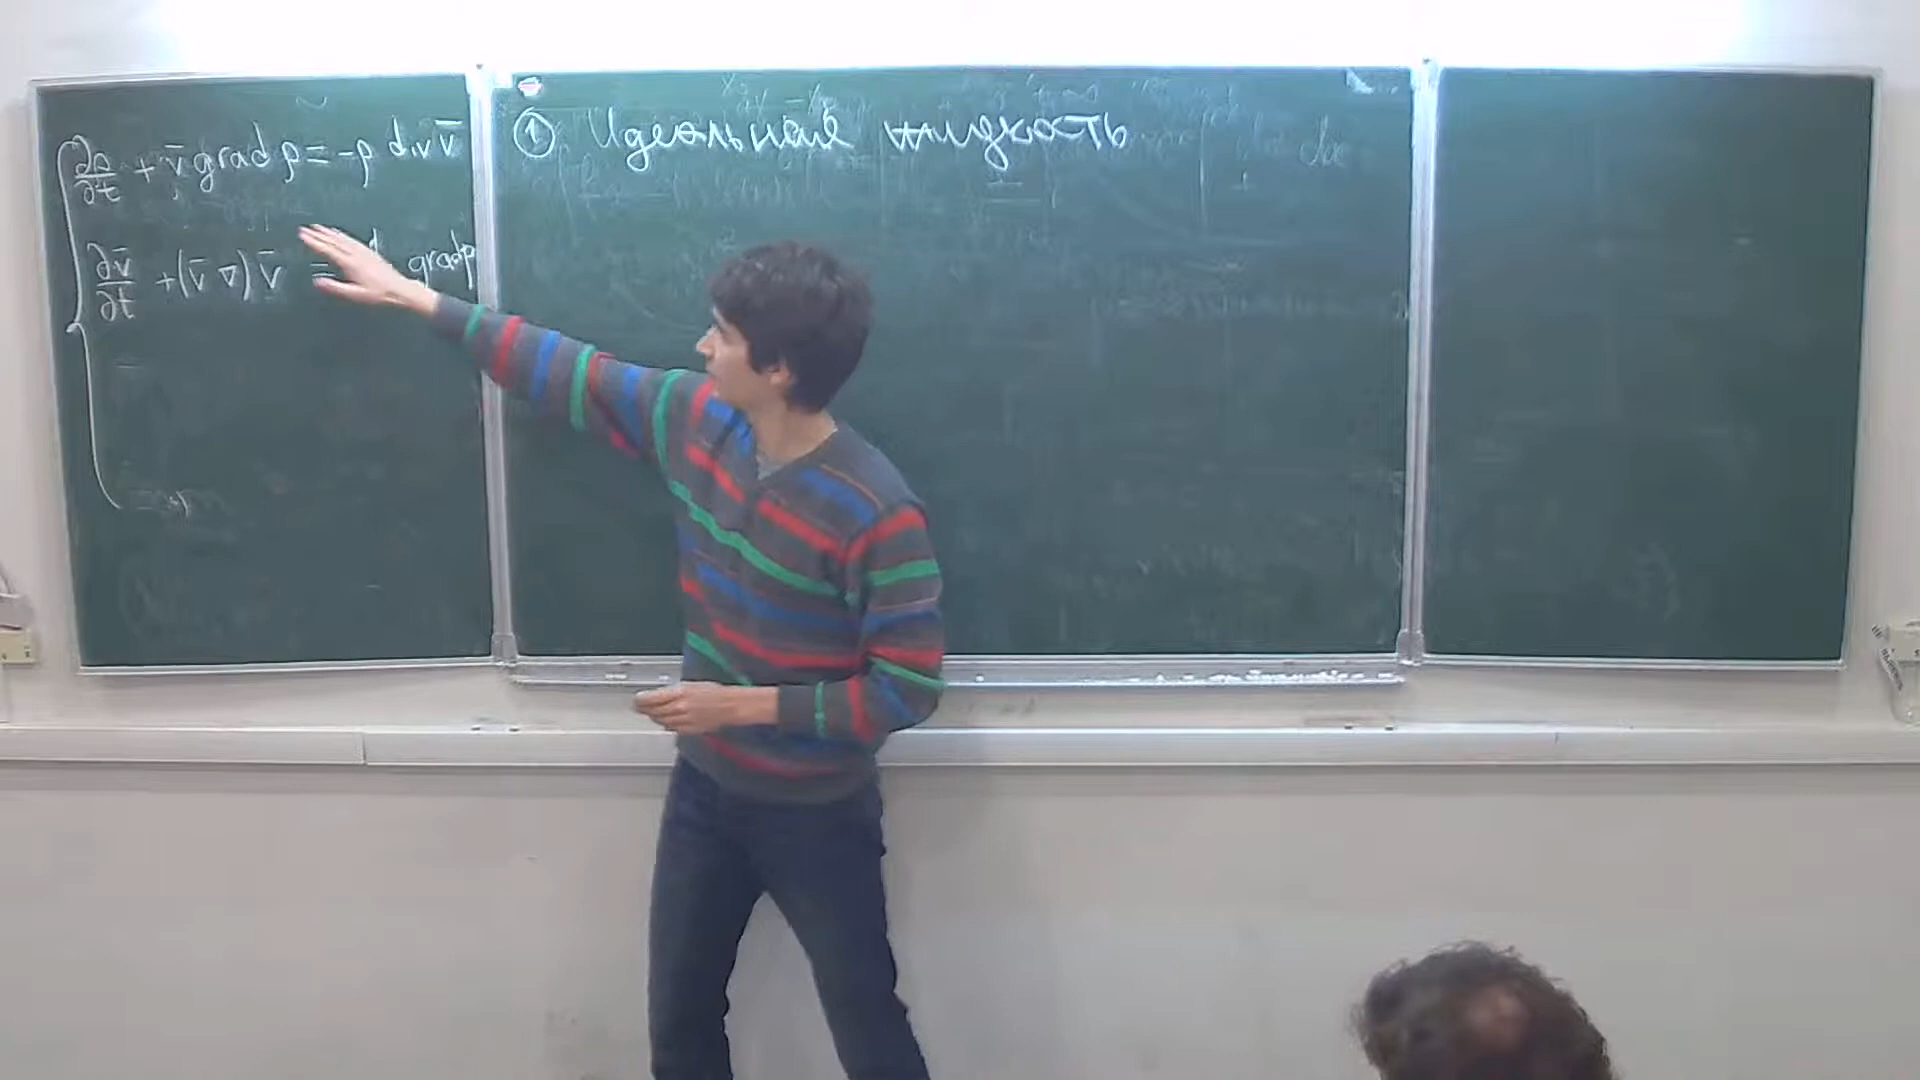 ∂ρ/∂t + v̄ grad ρ = -ρ div v̄
∂v̄/∂t + (v̄ ∇) v̄ = grad p
① Идеальная жидкость